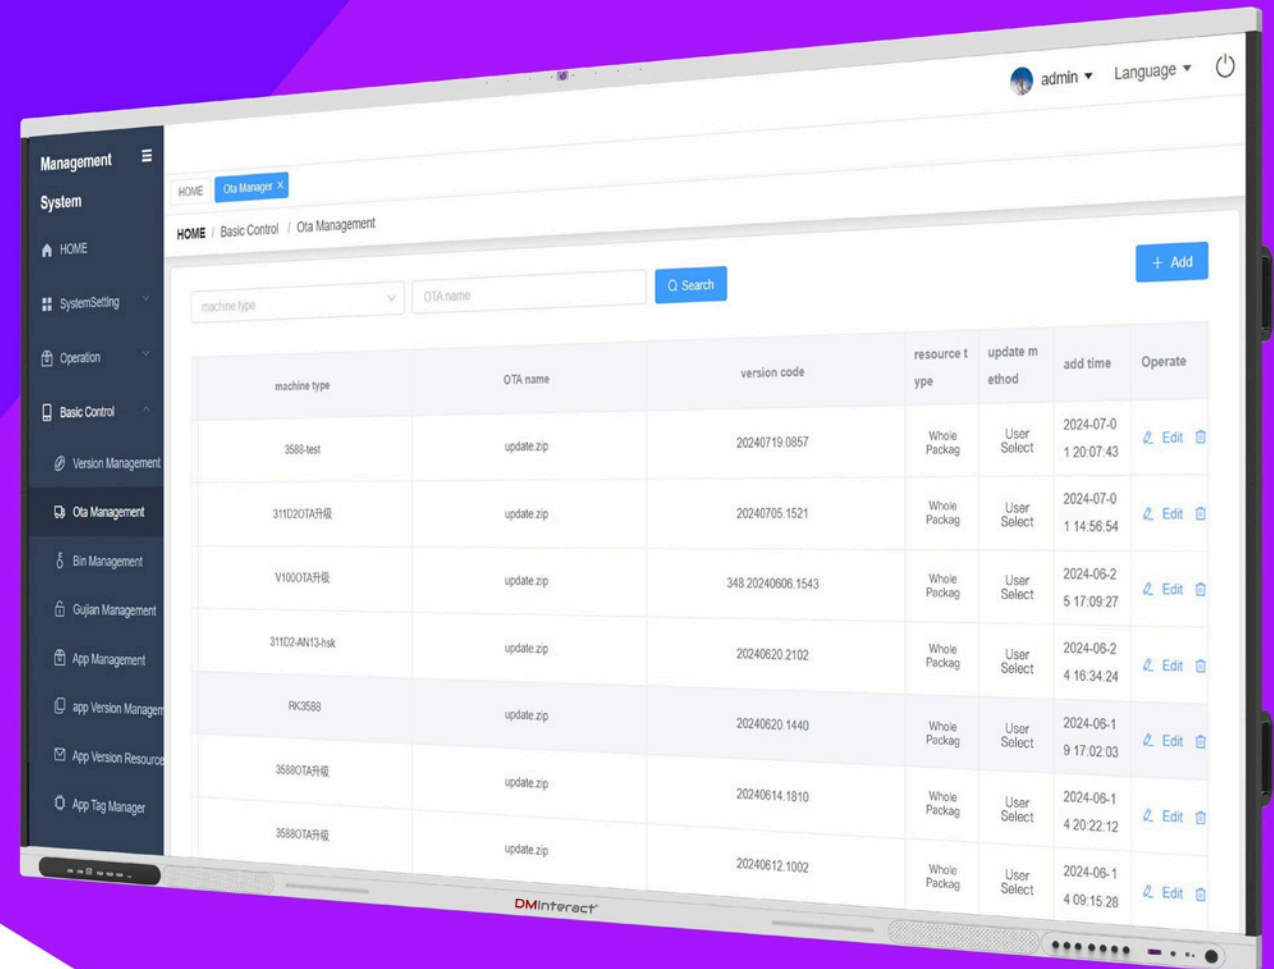 admin
Language
Management
System
HOME
SystemSetting
Operation
Basic Control
Version Management
Ota Management
Bin Management
Gujian Management
App Management
app Version Managem
App Version Resource
App Tag Manager
HOME
Ota Manager X
HOME / Basic Control / Ota Management
machine type
OTA name
Search
+ Add
machine type OTA name version code resource t update m add time Operate
ype ethod
3588-test update.zip 20240719.0857 Whole User 2024-07-0 Edit
Packag Select 1 20:07:43
311D2OTA升级 update.zip 20240705.1521 Whole User 2024-07-0 Edit
Packag Select 1 14:56:54
V100OTA升级 update.zip 348.20240606.1543 Whole User 2024-06-2 Edit
Packag Select 5 17:09:27
311D2-AN13-hsk update.zip 20240620.2102 Whole User 2024-06-2 Edit
Packag Select 4 16:34:24
RK3588 update.zip 20240620.1440 Whole User 2024-06-1 Edit
Packag Select 9 17:02:03
3588OTA升级 update.zip 20240614.1810 Whole User 2024-06-1 Edit
Packag Select 4 20:22:12
3588OTA升级 update.zip 20240612.1002 Whole User 2024-06-1 Edit
Packag Select 4 09:15:28
DMInteract